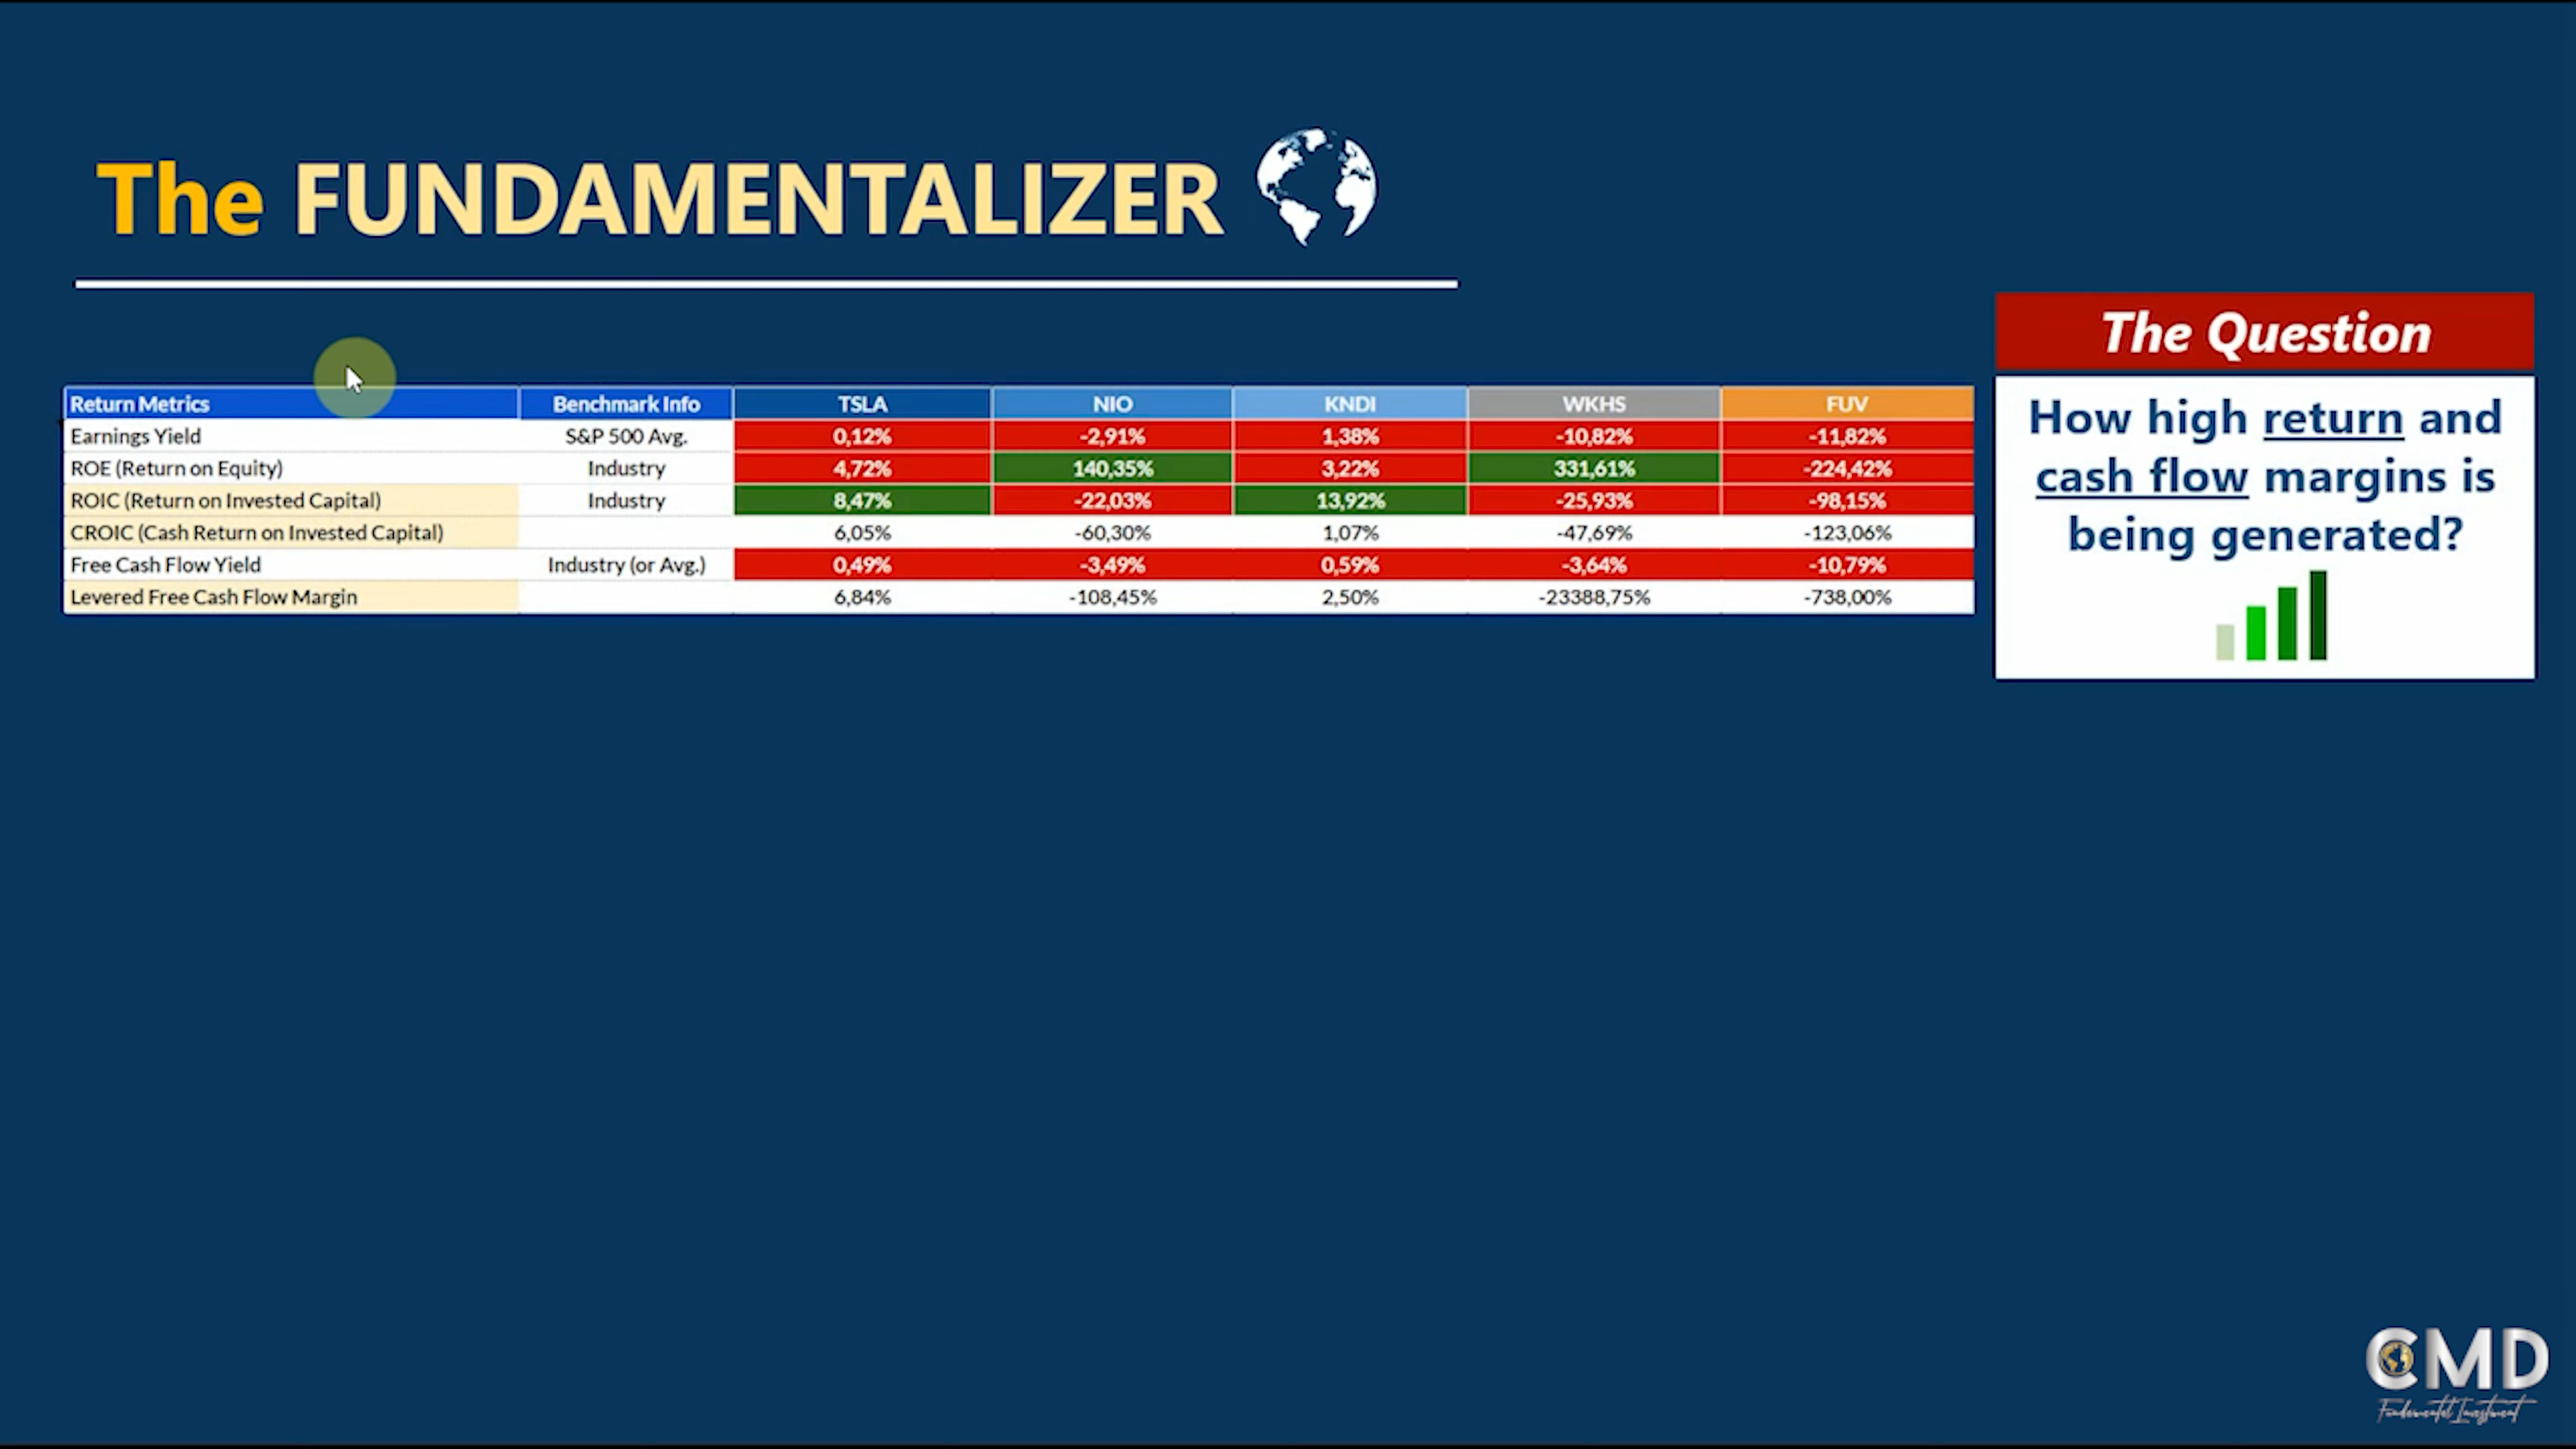 The FUNDAMENTALIZER
The Question
How high return and
cash flow margins is
being generated?
Return Metrics Benchmark Info TSLA NIO KNDI WKHS FUV
Earnings Yield S&P 500 Avg. 0,12% -2,91% 1,38% -10,82% -11,82%
ROE (Return on Equity) Industry 4,72% 140,35% 3,22% 331,61% -224,42%
ROIC (Return on Invested Capital) Industry 8,47% -22,03% 13,92% -25,93% -98,15%
CROIC (Cash Return on Invested Capital) 6,05% -60,30% 1,07% -47,69% -123,06%
Free Cash Flow Yield Industry (or Avg.) 0,49% -3,49% 0,59% -3,64% -10,79%
Levered Free Cash Flow Margin 6,84% -108,45% 2,50% -23388,75% -738,00%
CMD
Fundamental Investment